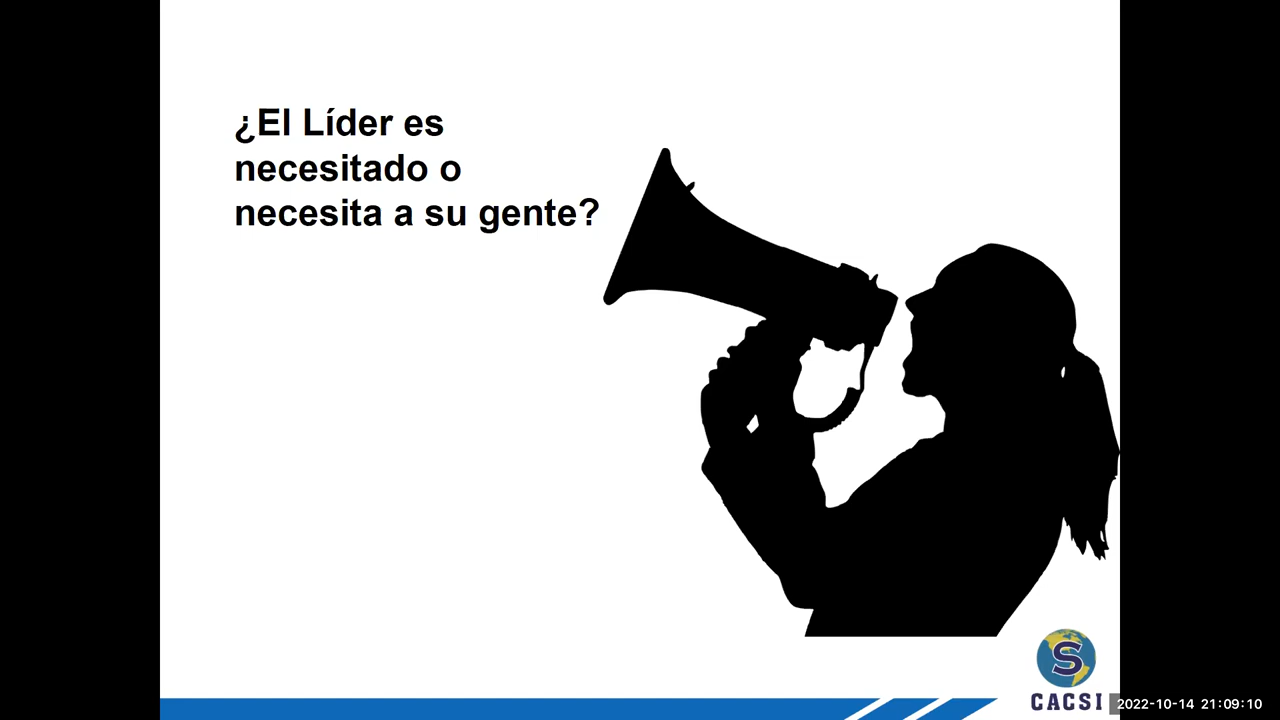 ¿El Líder es
necesitado o
necesita a su gente?
S
CACSI
2022-10-14 21:09:10